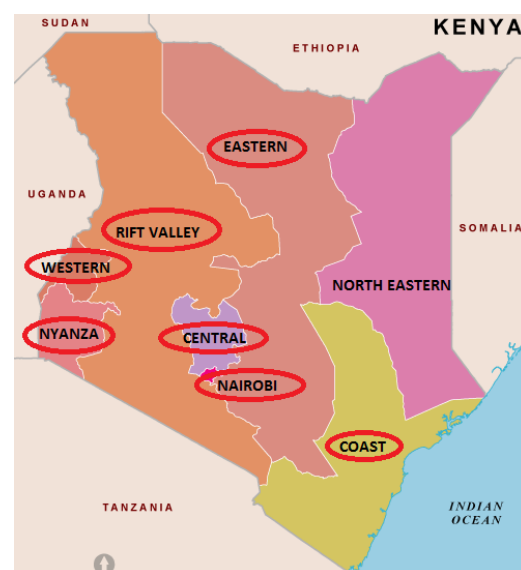 SUDAN
KENYA
ETHIOPIA
EASTERN
UGANDA
SOMALIA
RIFT VALLEY
WESTERN
NORTH EASTERN
NYANZA
CENTRAL
NAIROBI
COAST
TANZANIA
INDIAN
OCEAN